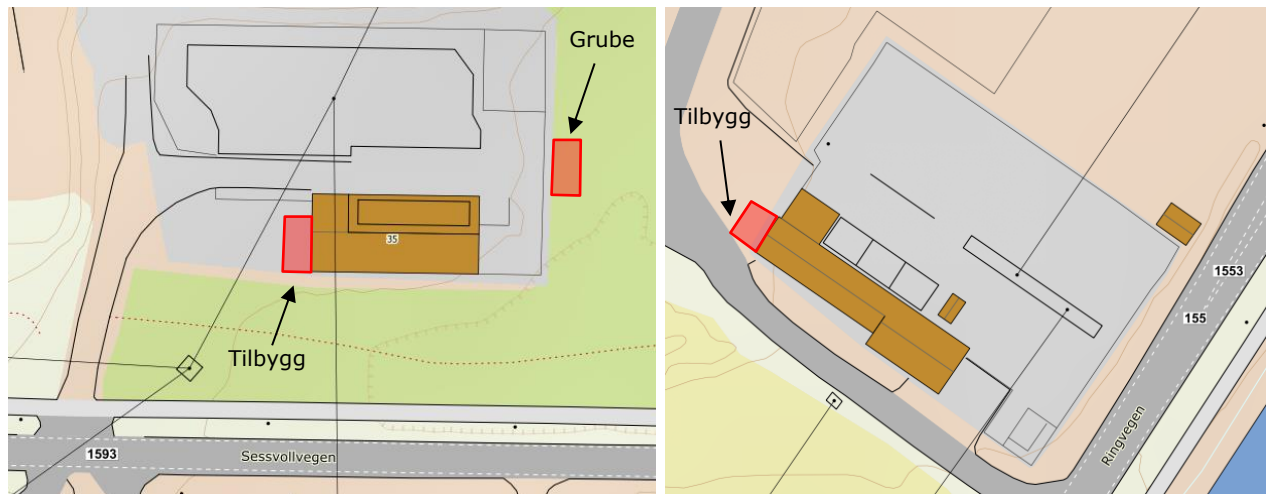 Grube
35
Tilbygg
1593
Sessvollvegen
Tilbygg
1553
155
Ringvegen